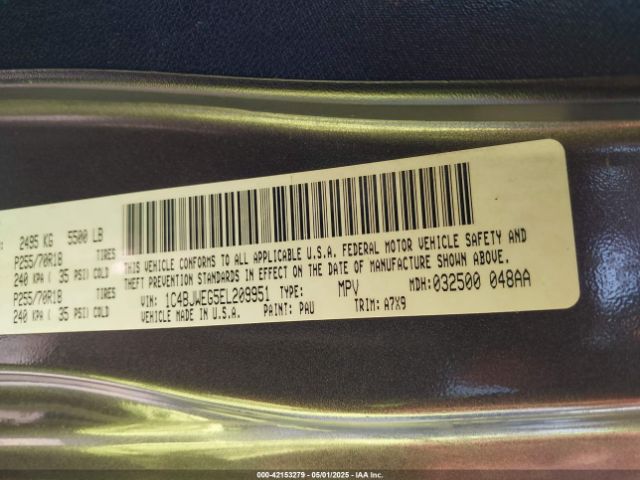 : 2495 KG 5500 LB
P255/70R18 TIRES
240 KPA ( 35 PSI) COLD
P255/70R18 TIRES
240 KPA ( 35 PSI) COLD
THIS VEHICLE CONFORMS TO ALL APPLICABLE U.S.A. FEDERAL MOTOR VEHICLE SAFETY AND
THEFT PREVENTION STANDARDS IN EFFECT ON THE DATE OF MANUFACTURE SHOWN ABOVE.
VIN: 1C4BJWEG5EL209951 TYPE: MPV MDH: 032500 048AA
VEHICLE MADE IN U.S.A. PAINT: PAU TRIM: A7X9
000-42153279 - 05/01/2025 - IAA Inc.